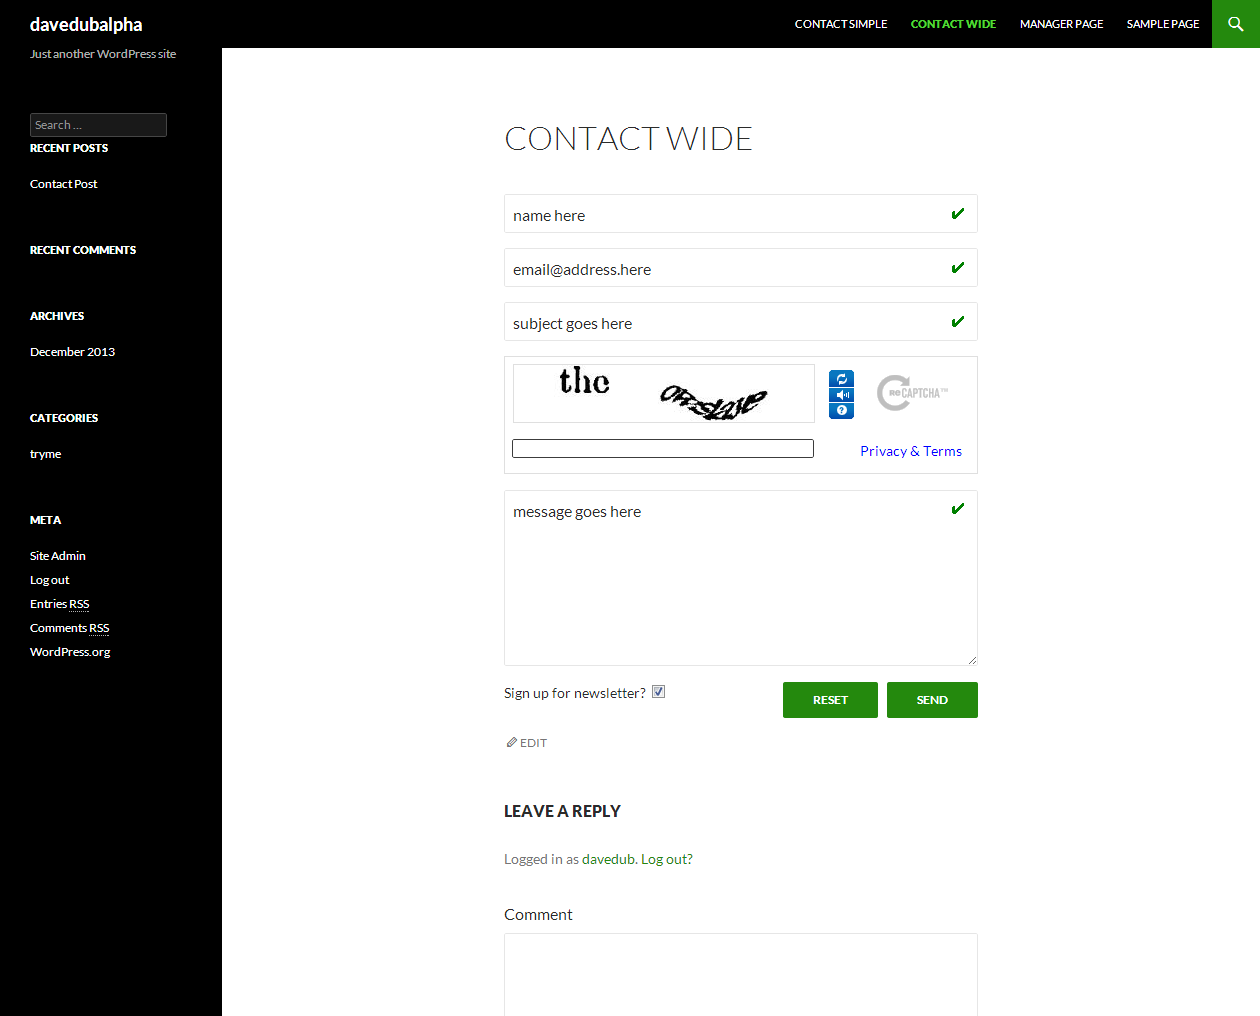 davedubalpha
Just another WordPress site
CONTACT SIMPLE
CONTACT WIDE
MANAGER PAGE
SAMPLE PAGE
Search ...
RECENT POSTS
Contact Post
RECENT COMMENTS
ARCHIVES
December 2013
CATEGORIES
tryme
META
Site Admin
Log out
Entries RSS
Comments RSS
WordPress.org
CONTACT WIDE
name here
email@address.here
subject goes here
the
reCAPTCHA™
Privacy & Terms
message goes here
Sign up for newsletter?
RESET
SEND
EDIT
LEAVE A REPLY
Logged in as davedub. Log out?
Comment